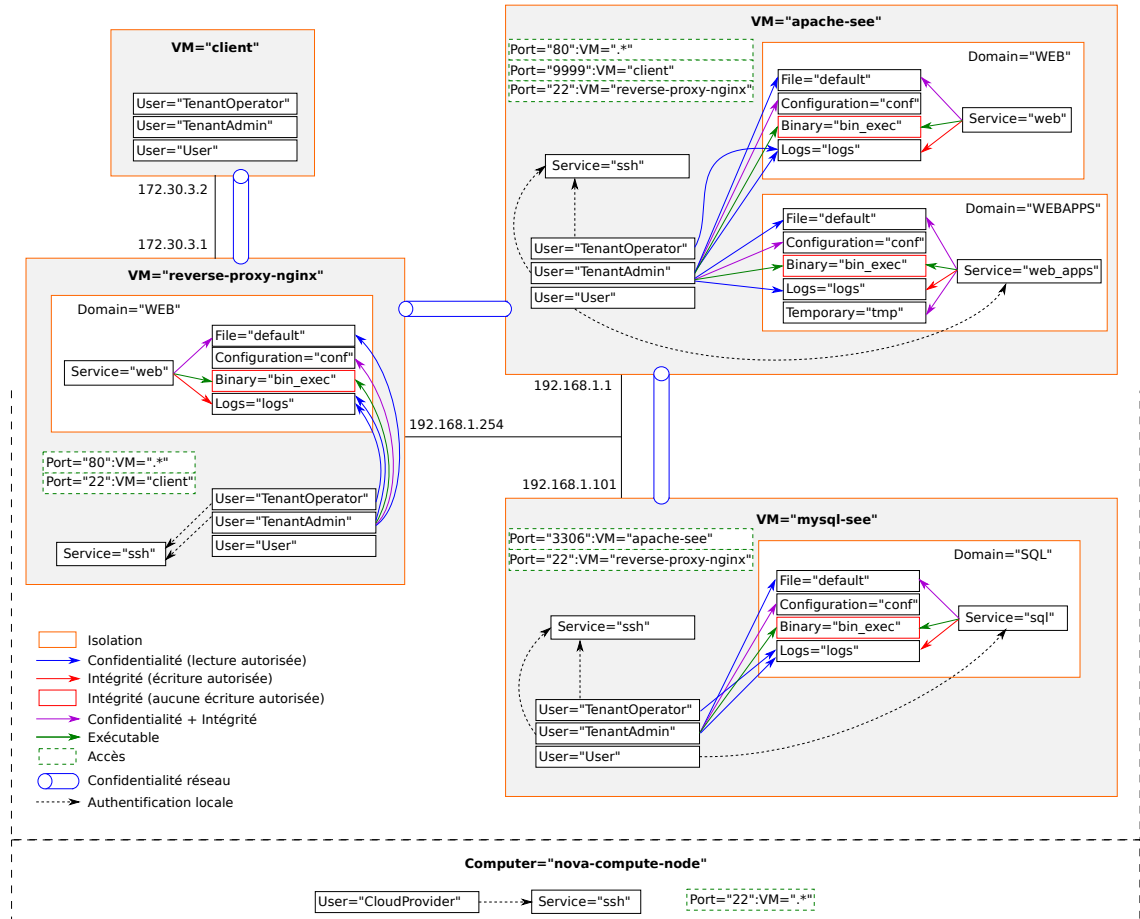 VM="client"
User="TenantOperator"
User="TenantAdmin"
User="User"
172.30.3.2
172.30.3.1
VM="reverse-proxy-nginx"
Domain="WEB"
Service="web"
File="default"
Configuration="conf"
Binary="bin_exec"
Logs="logs"
Port="80":VM=".*"
Port="22":VM="client"
User="TenantOperator"
User="TenantAdmin"
User="User"
Service="ssh"
VM="apache-see"
Port="80":VM=".*"
Port="9999":VM="client"
Port="22":VM="reverse-proxy-nginx"
Domain="WEB"
File="default"
Configuration="conf"
Binary="bin_exec"
Logs="logs"
Service="web"
Service="ssh"
User="TenantOperator"
User="TenantAdmin"
User="User"
Domain="WEBAPPS"
File="default"
Configuration="conf"
Binary="bin_exec"
Logs="logs"
Temporary="tmp"
Service="web_apps"
192.168.1.1
192.168.1.254
192.168.1.101
VM="mysql-see"
Port="3306":VM="apache-see"
Port="22":VM="reverse-proxy-nginx"
Domain="SQL"
File="default"
Configuration="conf"
Binary="bin_exec"
Logs="logs"
Service="sql"
Service="ssh"
User="TenantOperator"
User="TenantAdmin"
User="User"
Isolation
Confidentialité (lecture autorisée)
Intégrité (écriture autorisée)
Intégrité (aucune écriture autorisée)
Confidentialité + Intégrité
Exécutable
Accès
Confidentialité réseau
Authentification locale
Computer="nova-compute-node"
User="CloudProvider"
Service="ssh"
Port="22":VM=".*"